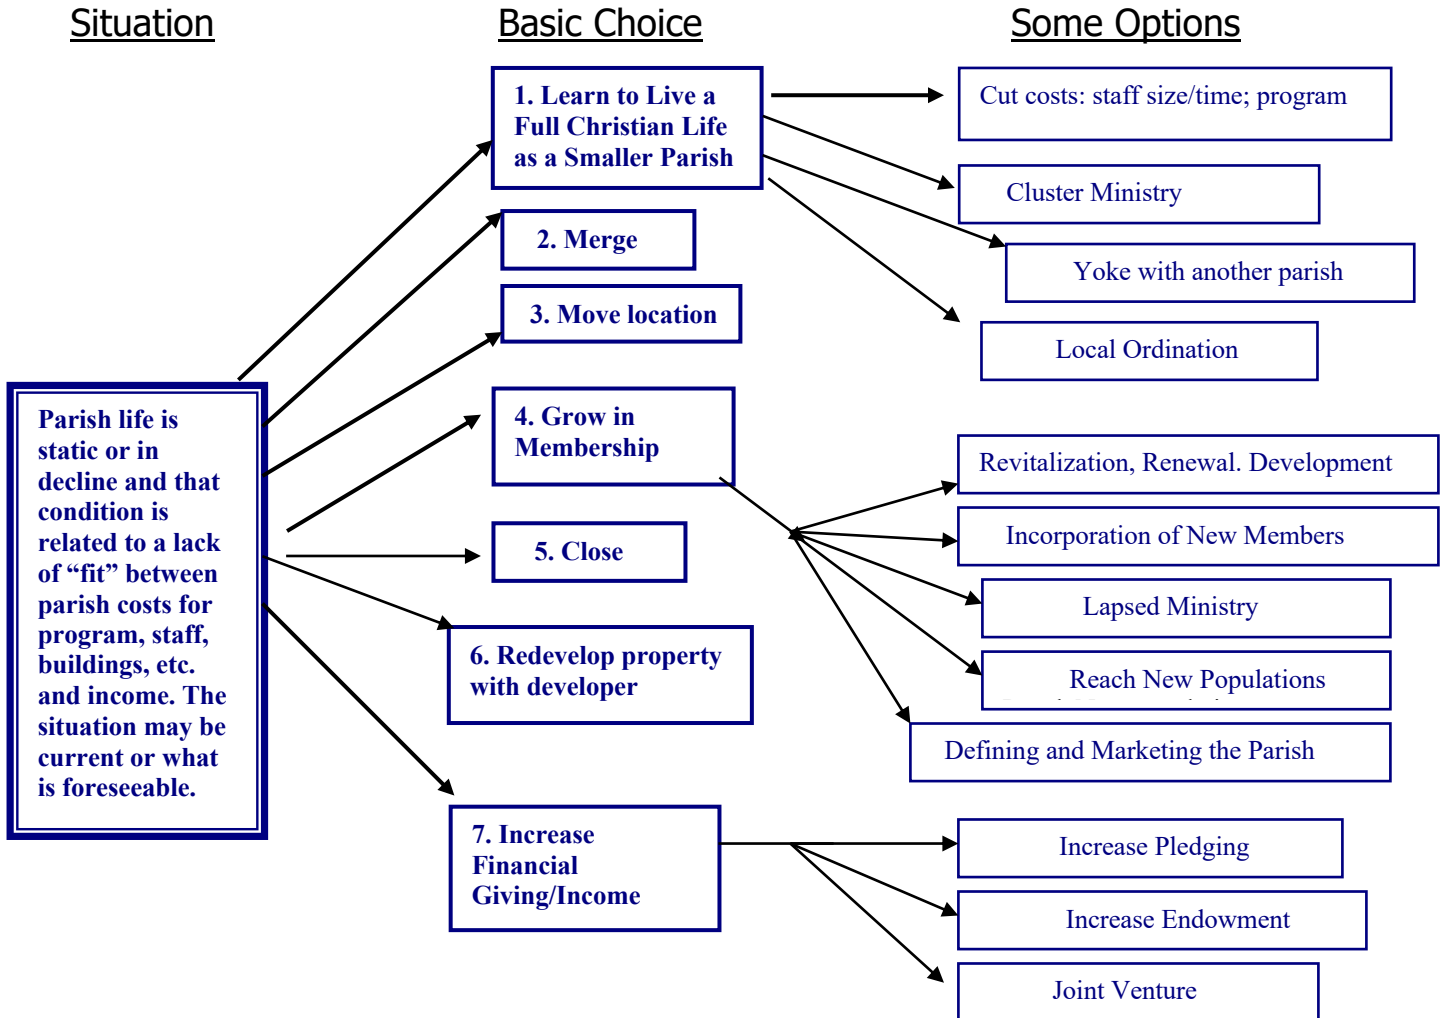 Situation
Basic Choice
Some Options
Parish life is
static or in
decline and that
condition is
related to a lack
of “fit” between
parish costs for
program, staff,
buildings, etc.
and income. The
situation may be
current or what
is foreseeable.
1. Learn to Live a
Full Christian Life
as a Smaller Parish
2. Merge
3. Move location
4. Grow in
Membership
5. Close
6. Redevelop property
with developer
7. Increase
Financial
Giving/Income
Cut costs: staff size/time; program
Cluster Ministry
Yoke with another parish
Local Ordination
Revitalization, Renewal. Development
Incorporation of New Members
Lapsed Ministry
Reach New Populations
Defining and Marketing the Parish
Increase Pledging
Increase Endowment
Joint Venture